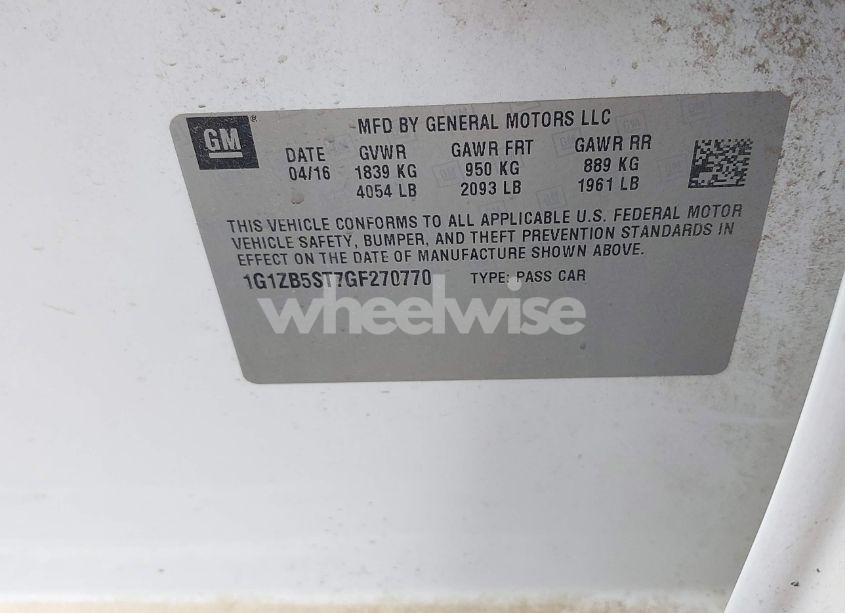 GM®
MFD BY GENERAL MOTORS LLC
DATE GVWR GAWR FRT GAWR RR
04/16 1839 KG 950 KG 889 KG
4054 LB 2093 LB 1961 LB
THIS VEHICLE CONFORMS TO ALL APPLICABLE U.S. FEDERAL MOTOR
VEHICLE SAFETY, BUMPER, AND THEFT PREVENTION STANDARDS IN
EFFECT ON THE DATE OF MANUFACTURE SHOWN ABOVE.
1G1ZB5ST7GF270770 TYPE: PASS CAR
wheelwise